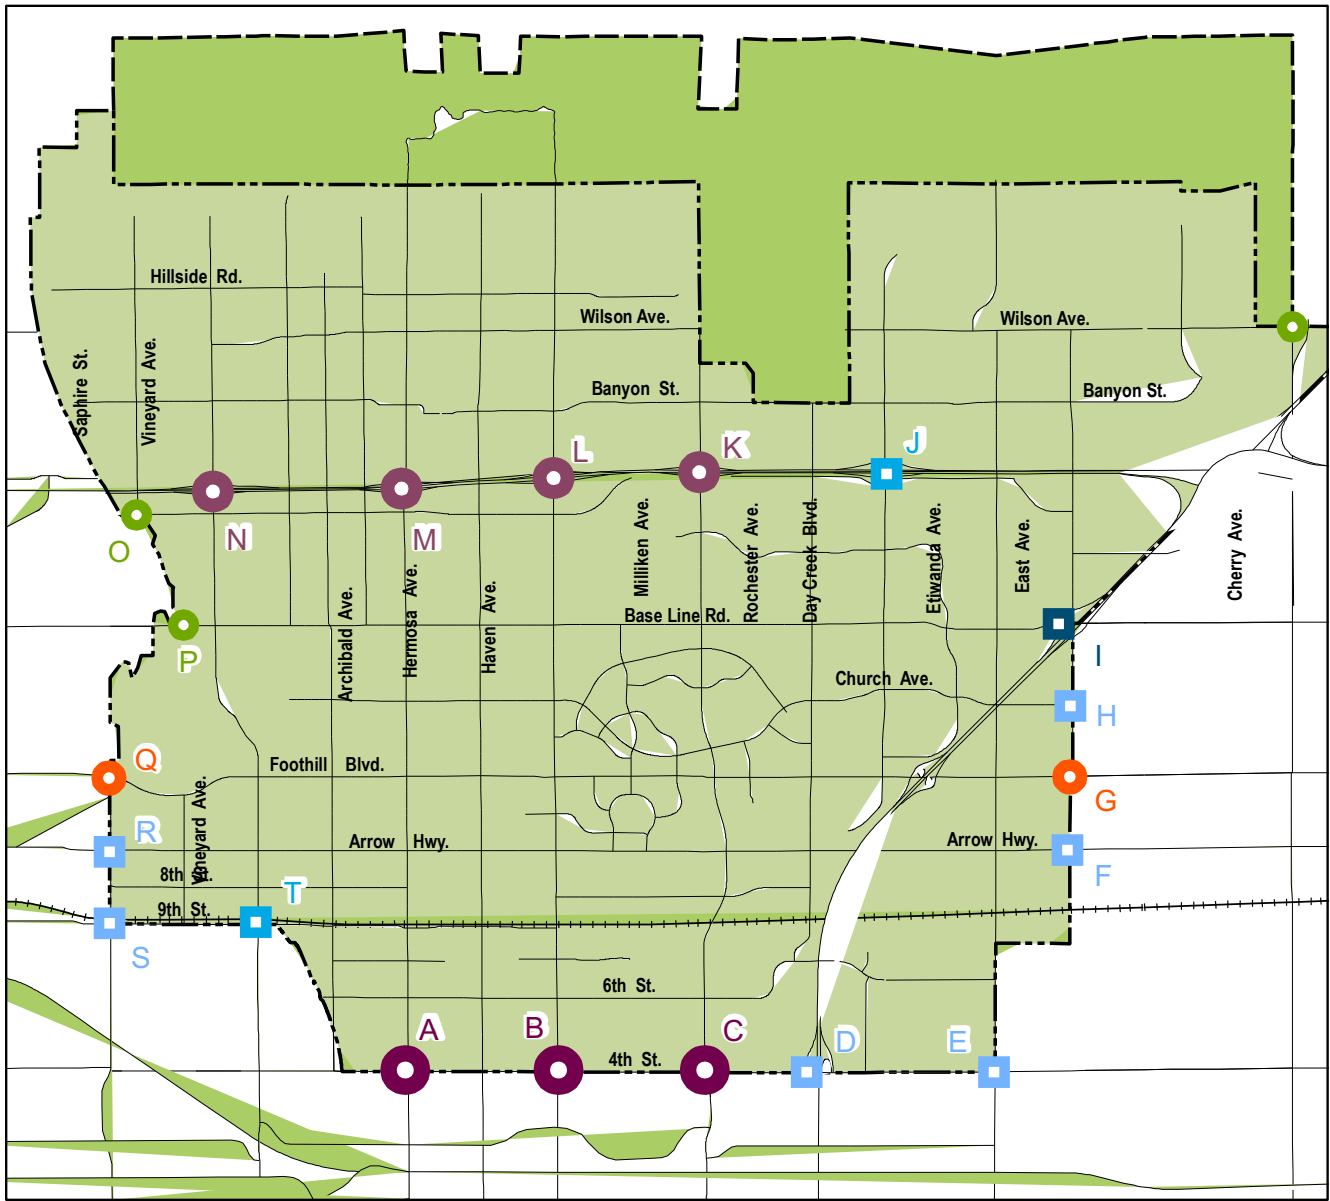 Hillside Rd.
Wilson Ave.
Wilson Ave.
Saphire St.
Vineyard Ave.
Banyon St.
Banyon St.
J
K
L
N
M
O
Milliken Ave.
Rochester Ave.
Day Creek Blvd.
Etiwanda Ave.
East Ave.
Cherry Ave.
Archibald Ave.
Hermosa Ave.
Haven Ave.
Base Line Rd.
P
I
Church Ave.
H
Q
Foothill Blvd.
G
Vineyard Ave.
R
Arrow Hwy.
Arrow Hwy.
8th St.
F
T
9th St.
S
6th St.
A
B
C
D
E
4th St.